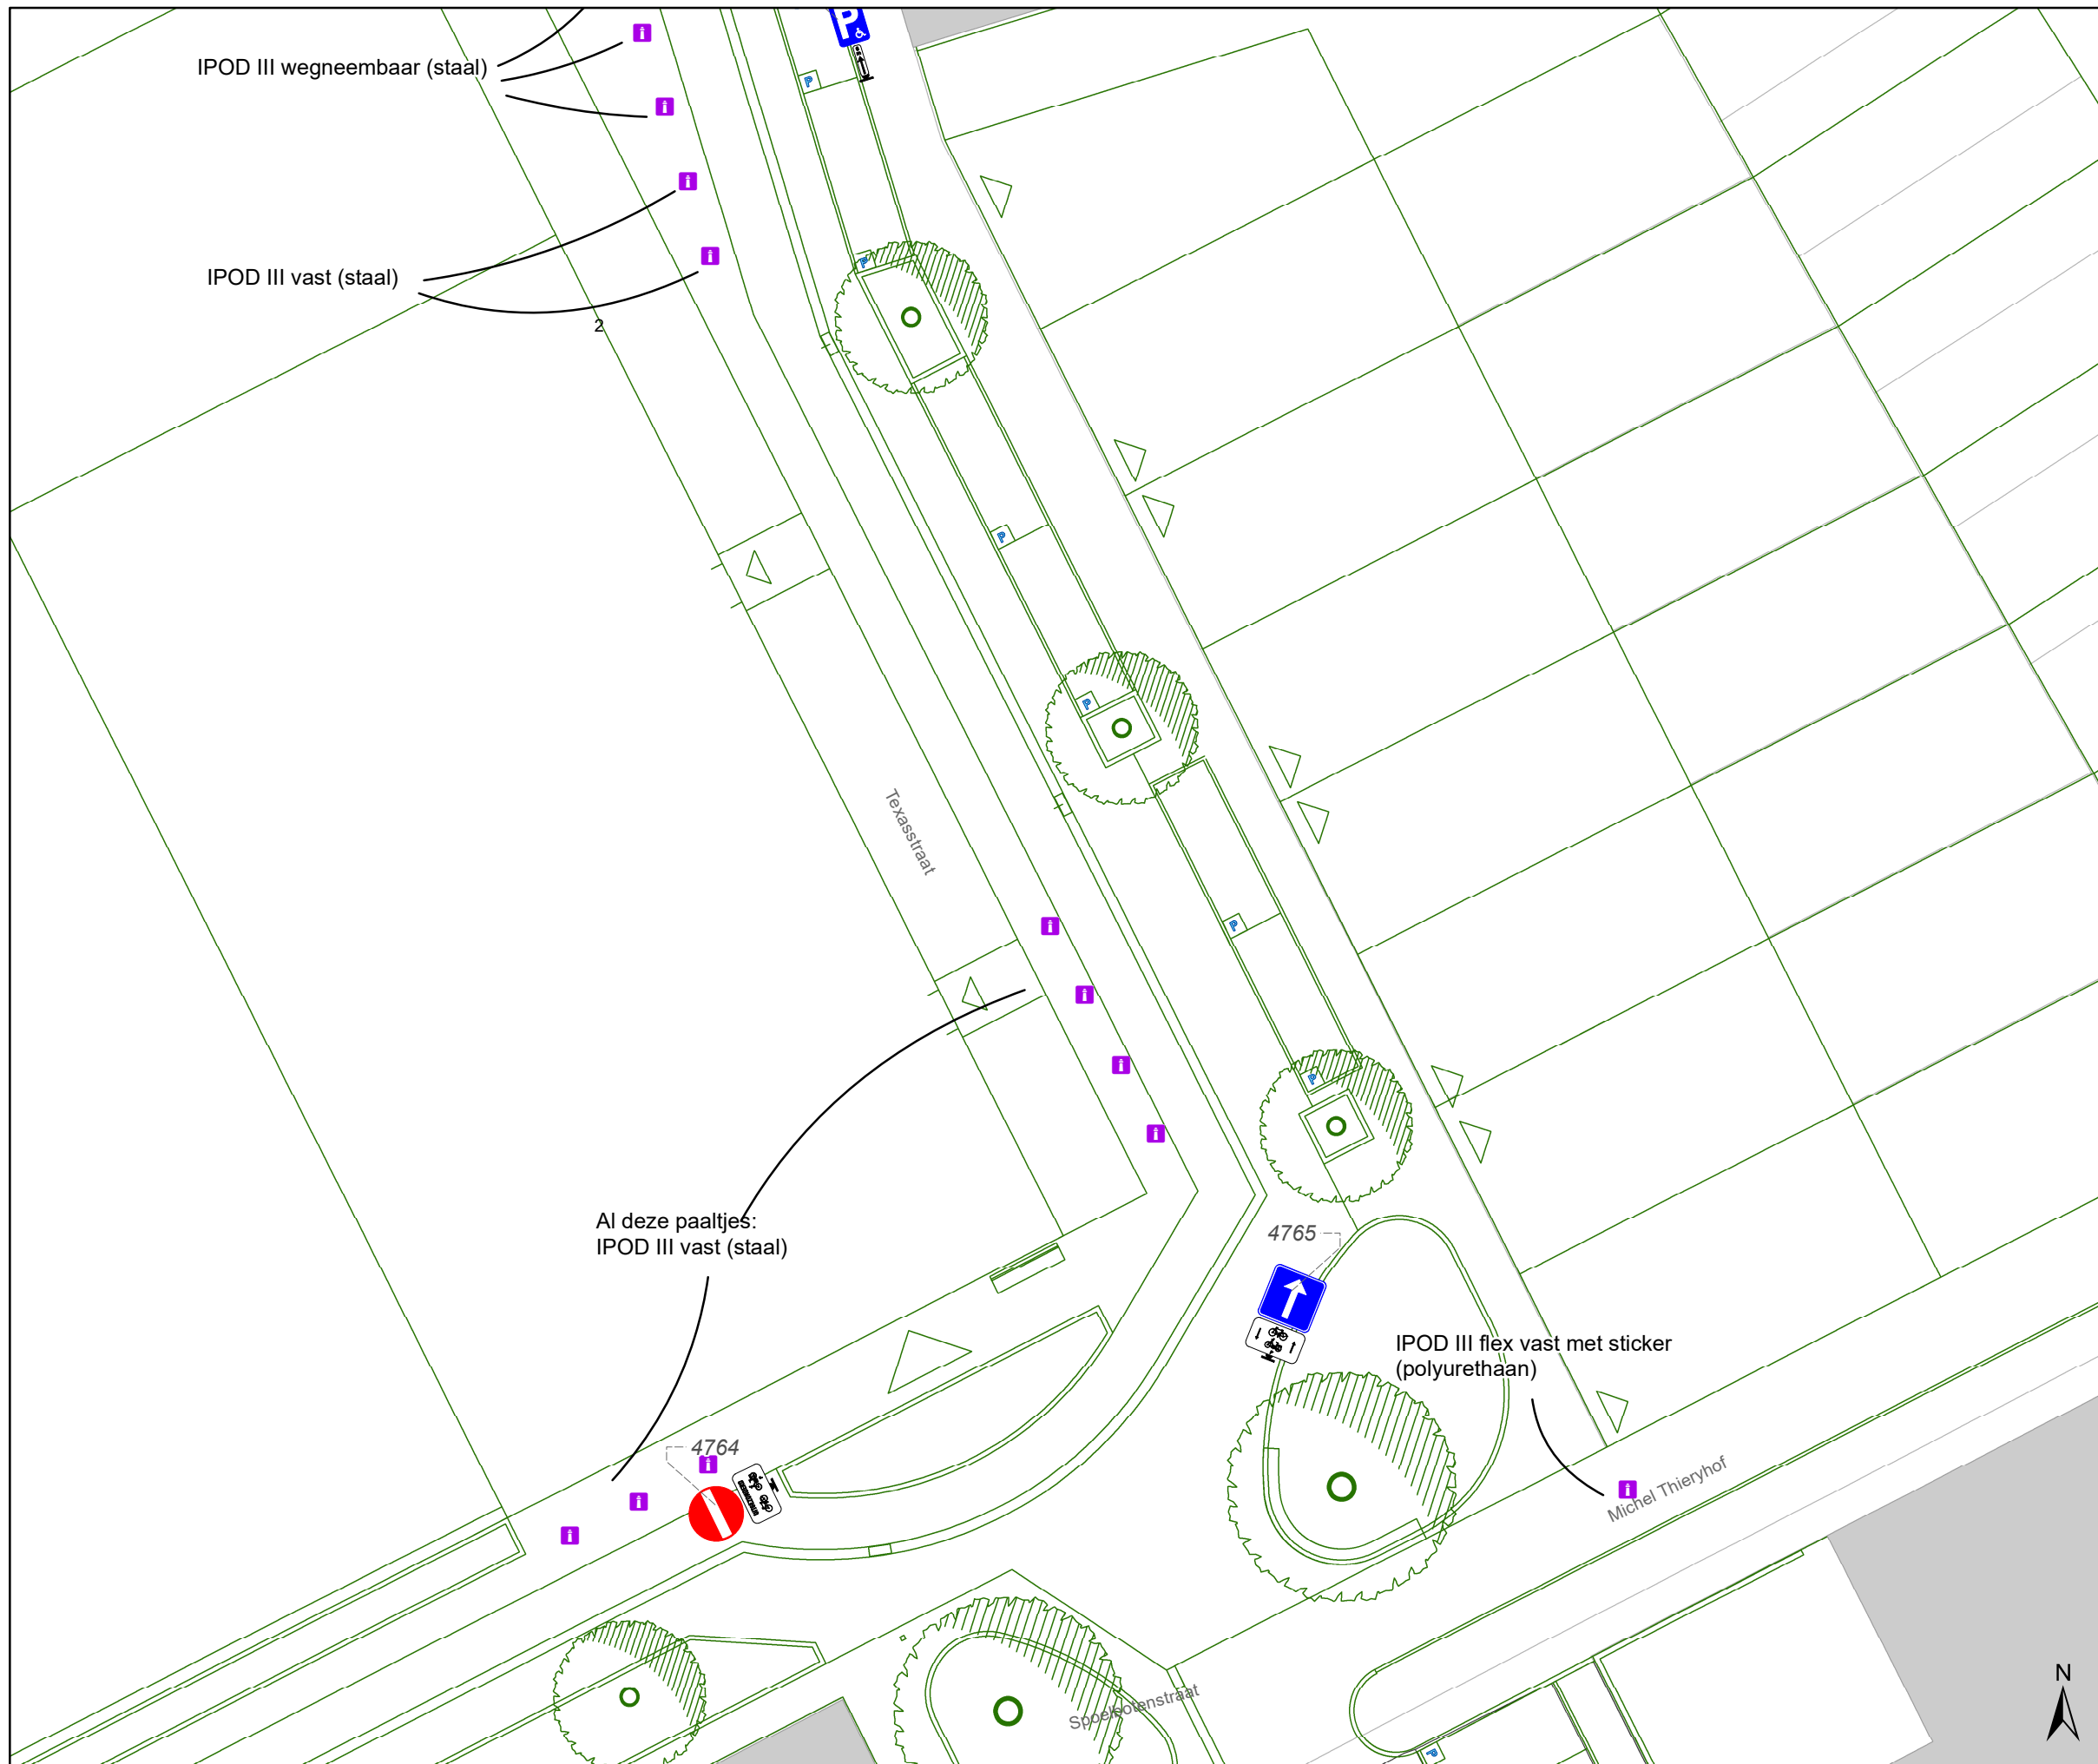 P
IPOD III wegneembaar (staal)
P
IPOD III vast (staal)
P
2
P
P
Texasstraat
P
P
Al deze paaltjes:
IPOD III vast (staal)
4765
IPOD III flex vast met sticker
(polyurethaan)
4764
Michel Thieryhof
Spoelbotenstraat
N
P